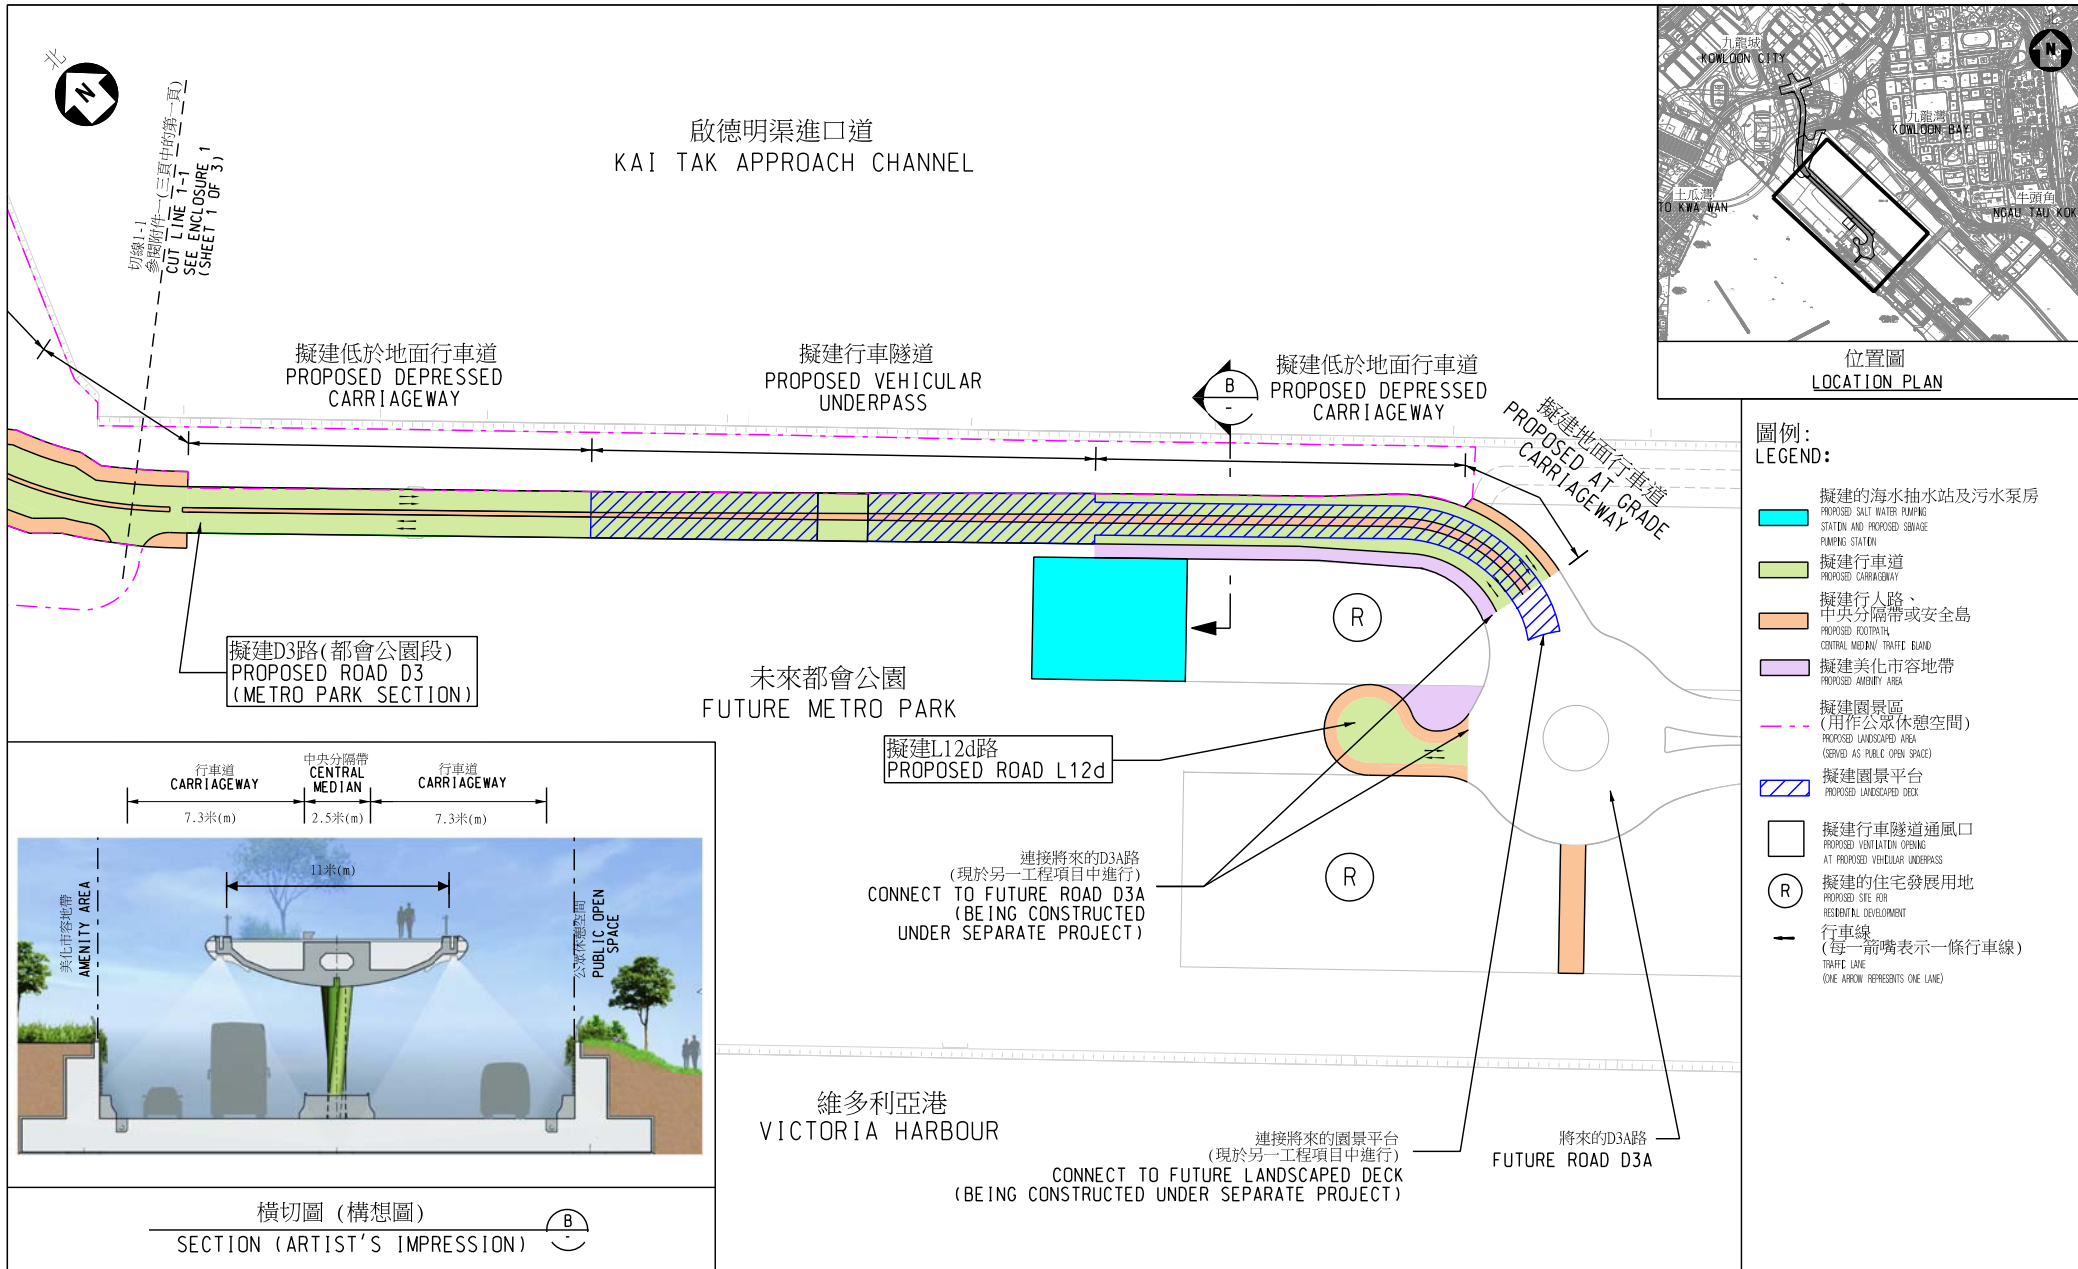 北
N
切線1-1
參閱附件一(三頁中的第一頁)
CUT LINE 1-1
SEE ENCLOSURE 1
(SHEET 1 OF 3)
啟德明渠進口道
KAI TAK APPROACH CHANNEL
擬建低於地面行車道
PROPOSED DEPRESSED
CARRIAGEWAY
擬建行車隧道
PROPOSED VEHICULAR
UNDERPASS
B
-
擬建低於地面行車道
PROPOSED DEPRESSED
CARRIAGEWAY
擬建地面行車道
PROPOSED AT GRADE
CARRIAGEWAY
擬建D3路(都會公園段)
PROPOSED ROAD D3
(METRO PARK SECTION)
未來都會公園
FUTURE METRO PARK
R
擬建L12d路
PROPOSED ROAD L12d
R
連接將來的D3A路
(現於另一工程項目中進行)
CONNECT TO FUTURE ROAD D3A
(BEING CONSTRUCTED
UNDER SEPARATE PROJECT)
維多利亞港
VICTORIA HARBOUR
連接將來的園景平台
(現於另一工程項目中進行)
CONNECT TO FUTURE LANDSCAPED DECK
(BEING CONSTRUCTED UNDER SEPARATE PROJECT)
將來的D3A路
FUTURE ROAD D3A
行車道
CARRIAGEWAY
中央分隔帶
CENTRAL
MEDIAN
行車道
CARRIAGEWAY
7.3米(m)
2.5米(m)
7.3米(m)
11米(m)
美化市容地帶
AMENITY AREA
公眾休憩空間
PUBLIC OPEN
SPACE
橫切圖 (構想圖)
SECTION (ARTIST'S IMPRESSION)
B
-
北
N
九龍城
KOWLOON CITY
九龍灣
KOWLOON BAY
土瓜灣
TO KWA WAN
牛頭角
NGAU TAU KOK
位置圖
LOCATION PLAN
圖例:
LEGEND:
擬建的海水抽水站及污水泵房
PROPOSED SALT WATER PUMPING
STATION AND PROPOSED SEWAGE
PUMPING STATION
擬建行車道
PROPOSED CARRIAGEWAY
擬建行人路、
中央分隔帶或安全島
PROPOSED FOOTPATH,
CENTRAL MEDIAN/ TRAFFIC ISLAND
擬建美化市容地帶
PROPOSED AMENITY AREA
擬建園景區
(用作公眾休憩空間)
PROPOSED LANDSCAPED AREA
(SERVED AS PUBLIC OPEN SPACE)
擬建園景平台
PROPOSED LANDSCAPED DECK
擬建行車隧道通風口
PROPOSED VENTILATION OPENING
AT PROPOSED VEHICULAR UNDERPASS
R
擬建的住宅發展用地
PROPOSED SITE FOR
RESIDENTIAL DEVELOPMENT
行車線
(每一箭嘴表示一條行車線)
TRAFFIC LANE
(ONE ARROW REPRESENTS ONE LANE)